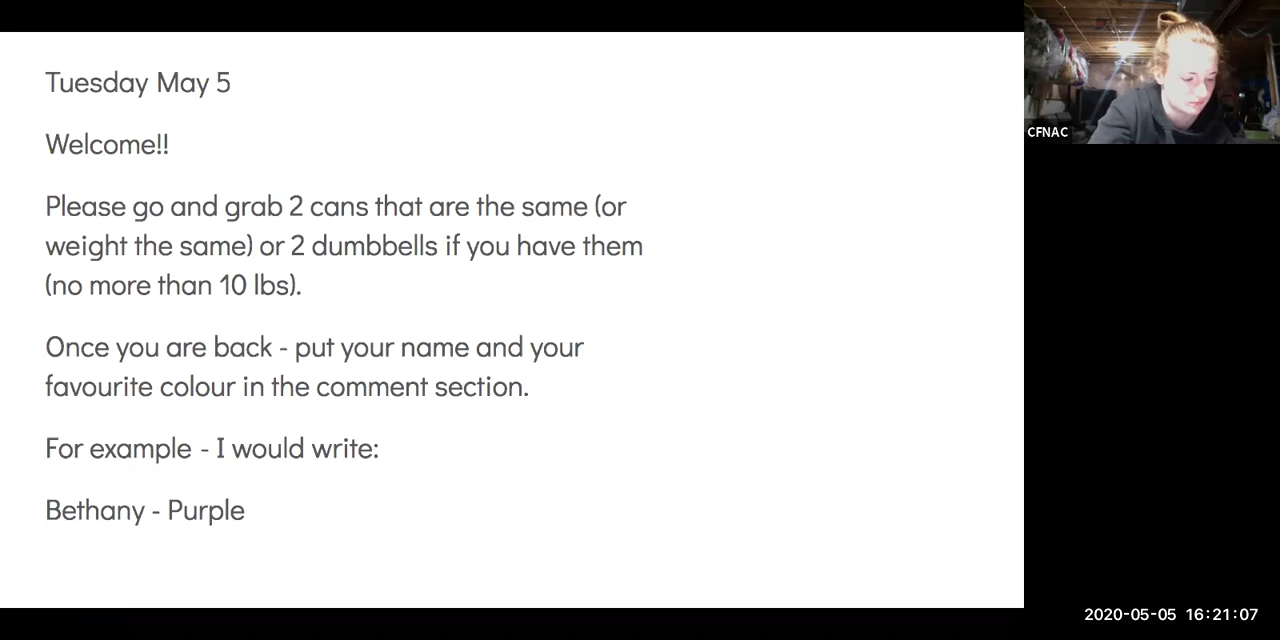 Tuesday May 5
Welcome!!
Please go and grab 2 cans that are the same (or
weight the same) or 2 dumbbells if you have them
(no more than 10 lbs).
Once you are back - put your name and your
favourite colour in the comment section.
For example - I would write:
Bethany - Purple
CFNAC
2020-05-05 16:21:07